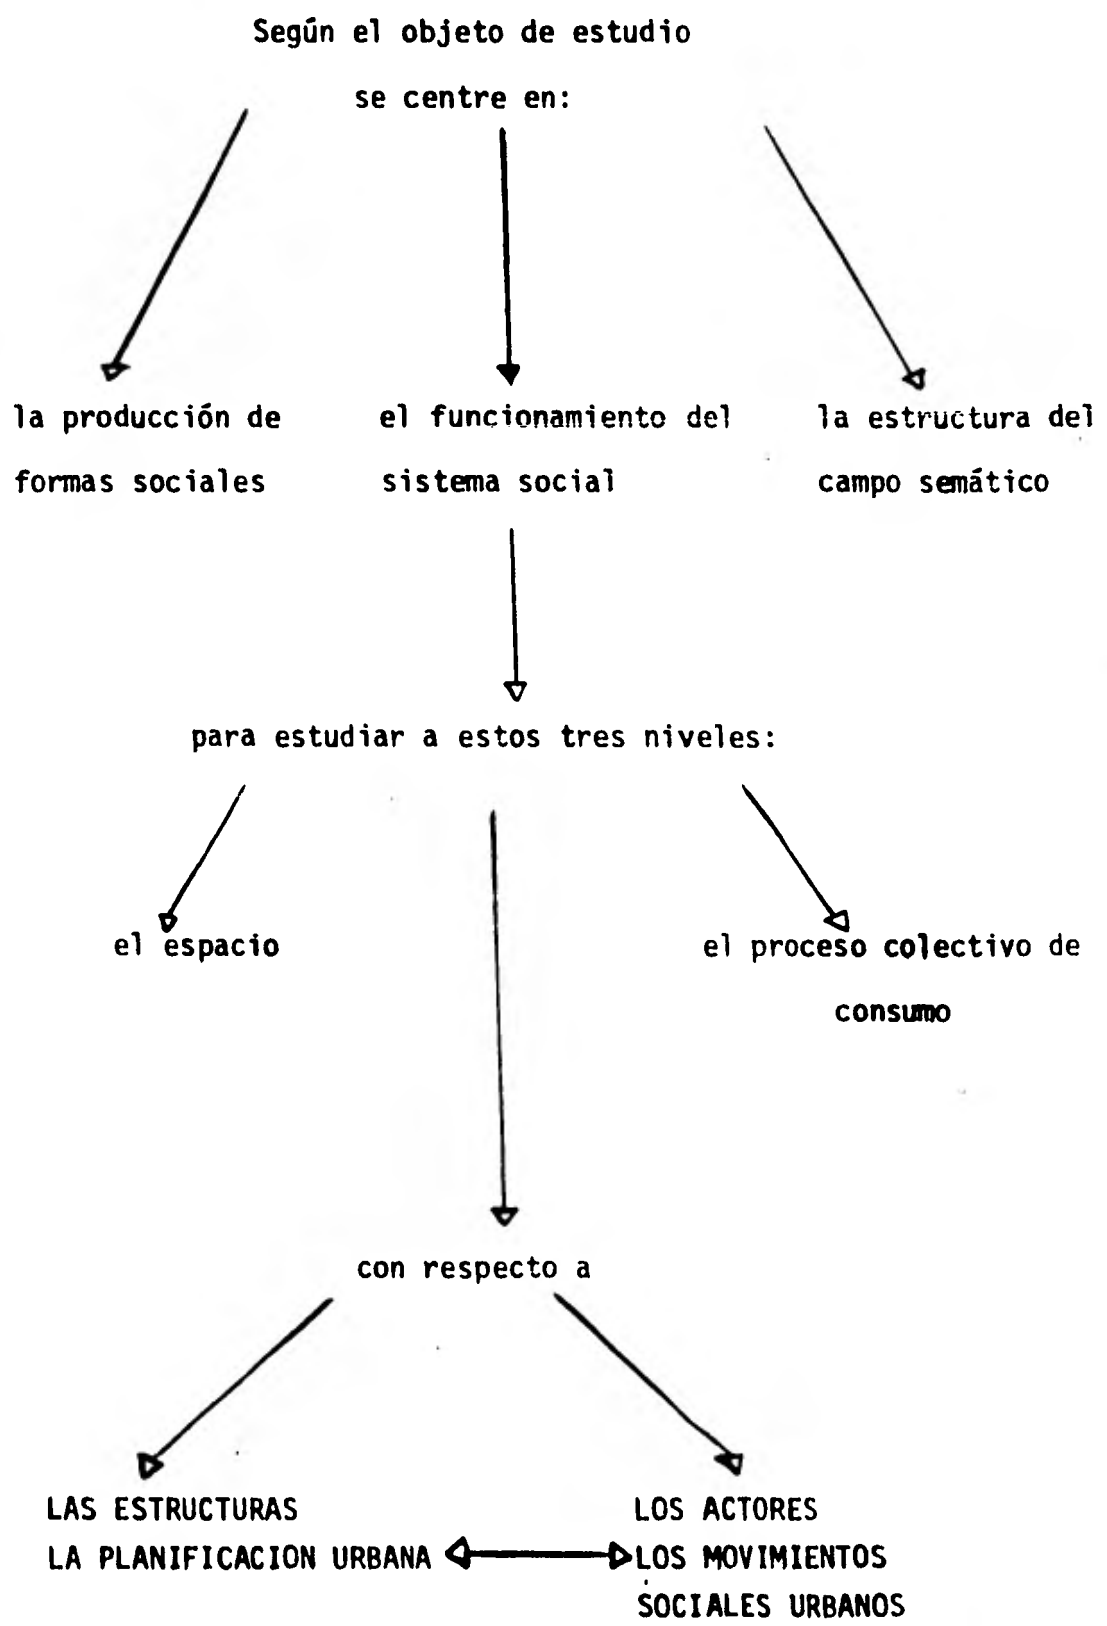 Según el objeto de estudio
se centre en:
la producción de
formas sociales
el funcionamiento del
sistema social
la estructura del
campo semático
para estudiar a estos tres niveles:
el espacio
el proceso colectivo de
consumo
con respecto a
LAS ESTRUCTURAS
LA PLANIFICACION URBANA
LOS ACTORES
LOS MOVIMIENTOS
SOCIALES URBANOS